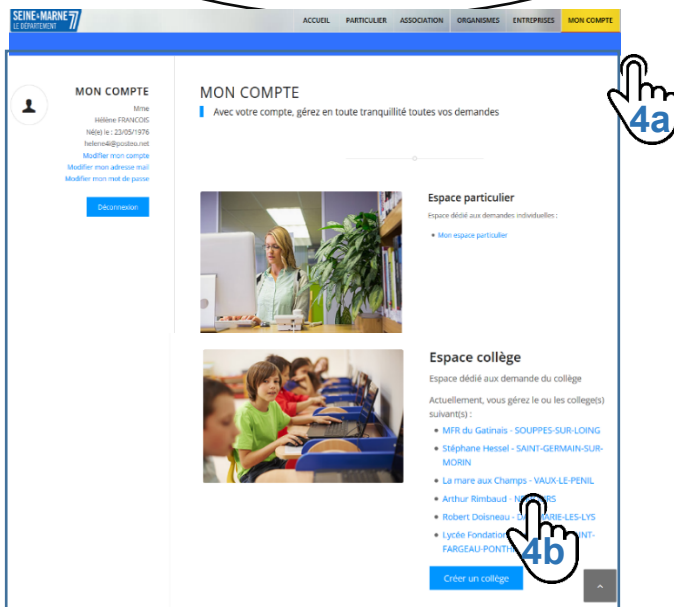 SEINE&MARNE 77
LE DÉPARTEMENT
ACCUEIL PARTICULIER ASSOCIATION ORGANISMES ENTREPRISES MON COMPTE
4a
MON COMPTE
Mme
Hélène FRANCOIS
Né(e) le : 23/05/1976
helene4i@posteo.net
Modifier mon compte
Modifier mon adresse mail
Modifier mon mot de passe
Déconnexion
MON COMPTE
Avec votre compte, gérez en toute tranquillité toutes vos demandes
Espace particulier
Espace dédié aux demandes individuelles :
Mon espace particulier
Espace collège
Espace dédié aux demande du collège
Actuellement, vous gérez le ou les college(s)
suivant(s) :
MFR du Gatinais - SOUPPES-SUR-LOING
Stéphane Hessel - SAINT-GERMAIN-SUR-
MORIN
La mare aux Champs - VAUX-LE-PENIL
Arthur Rimbaud -
Robert Doisneau - MARIE-LES-LYS
Lycée Fondation
4b
Créer un collège